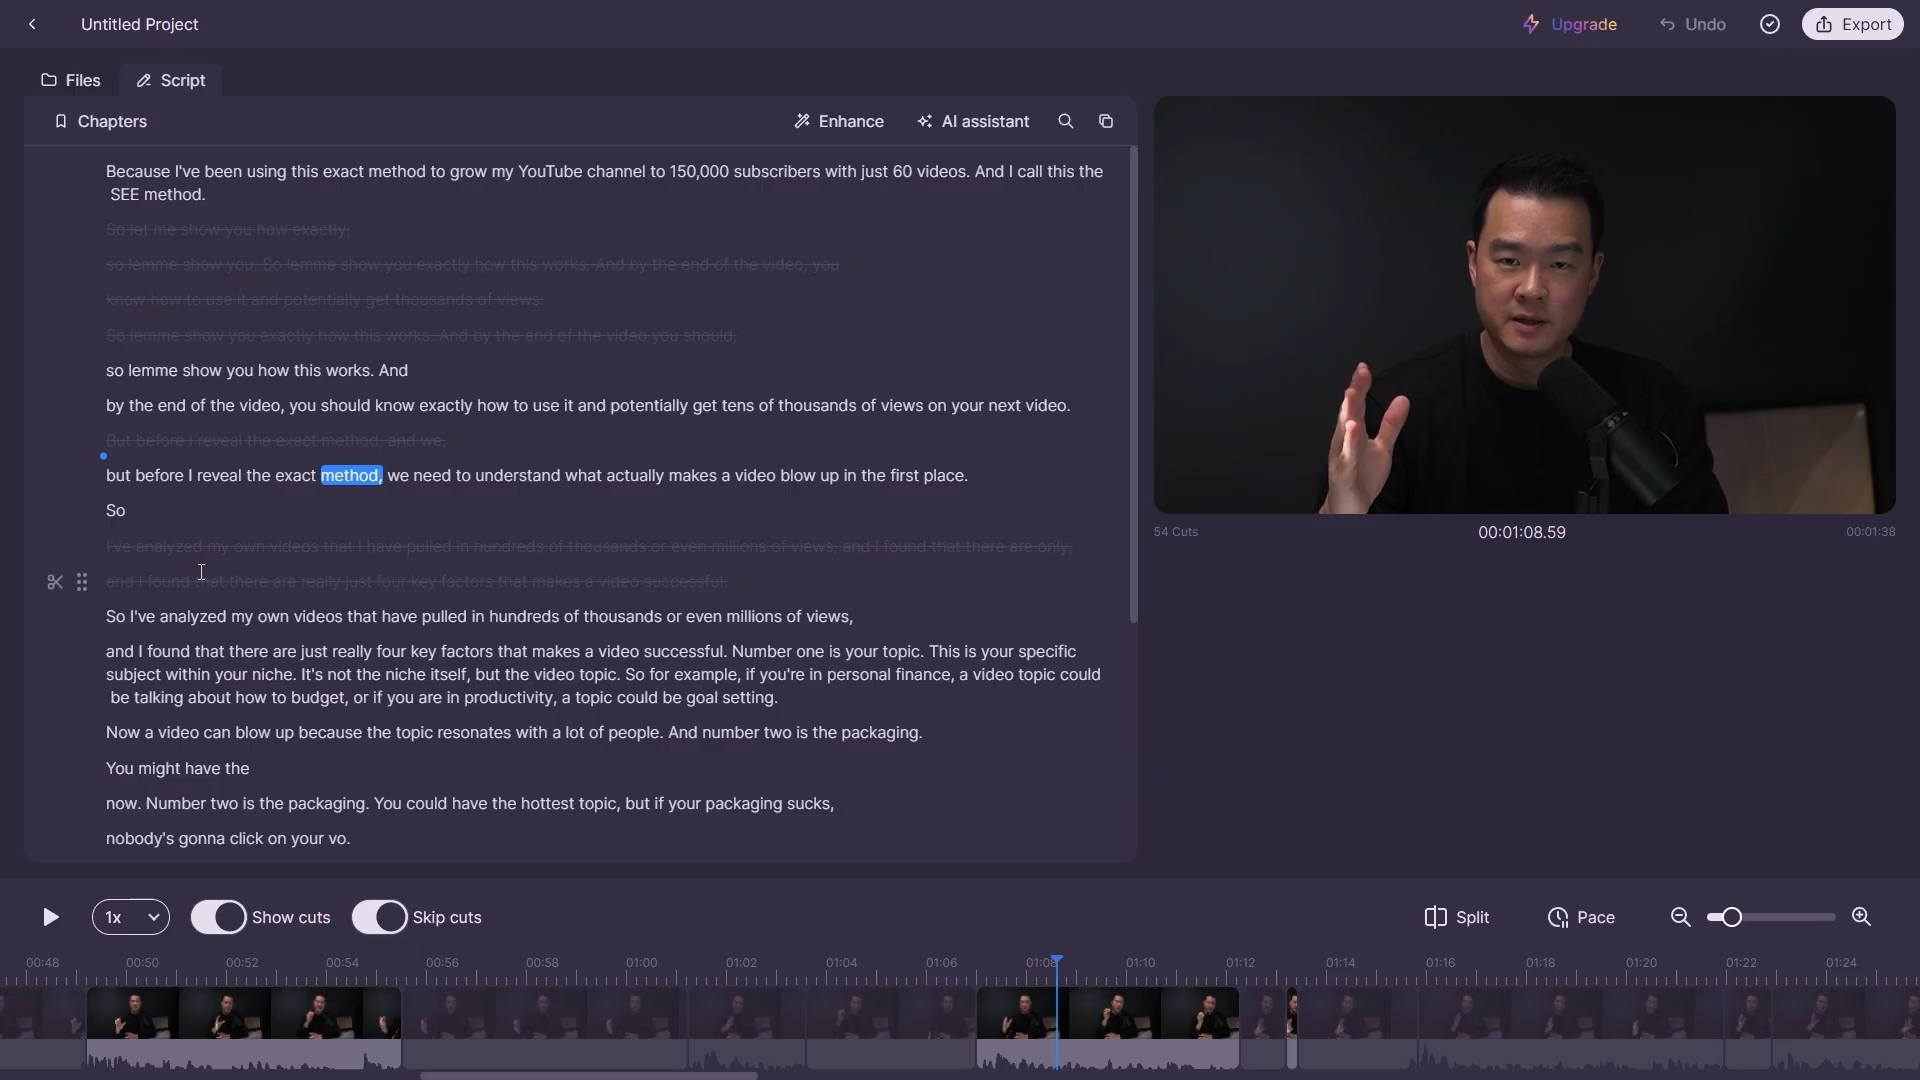 Untitled Project
Upgrade
Undo
Export
Files
Script
Chapters
Enhance
AI assistant
Because I've been using this exact method to grow my YouTube channel to 150,000 subscribers with just 60 videos. And I call this the
SEE method.
So let me show you how exactly,
so lemme show you. So lemme show you exactly how this works. And by the end of the video, you
know how to use it and potentially get thousands of views.
So lemme show you exactly how this works. And by the end of the video you should,
so lemme show you how this works. And
by the end of the video, you should know exactly how to use it and potentially get tens of thousands of views on your next video.
But before I reveal the exact method, and we,
but before I reveal the exact method, we need to understand what actually makes a video blow up in the first place.
So
I've analyzed my own videos that I have pulled in hundreds of thousands or even millions of views, and I found that there are only,
and I found that there are really just four key factors that makes a video successful.
So I've analyzed my own videos that have pulled in hundreds of thousands or even millions of views,
and I found that there are just really four key factors that makes a video successful. Number one is your topic. This is your specific
subject within your niche. It's not the niche itself, but the video topic. So for example, if you're in personal finance, a video topic could
be talking about how to budget, or if you are in productivity, a topic could be goal setting.
Now a video can blow up because the topic resonates with a lot of people. And number two is the packaging.
You might have the
now. Number two is the packaging. You could have the hottest topic, but if your packaging sucks,
nobody's gonna click on your vo.
54 Cuts
00:01:08.59
00:01:38
1x
Show cuts
Skip cuts
Split
Pace
00:48
00:50
00:52
00:54
00:56
00:58
01:00
01:02
01:04
01:06
01:08
01:10
01:12
01:14
01:16
01:18
01:20
01:22
01:24